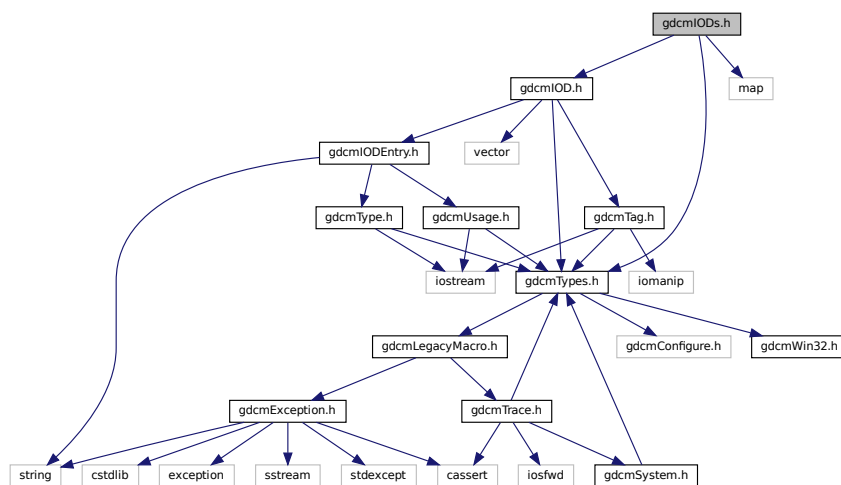 gdcmIODs.h
gdcmIOD.h
map
gdcmIODEntry.h
vector
gdcmType.h
gdcmUsage.h
gdcmTag.h
iostream
gdcmTypes.h
iomanip
gdcmLegacyMacro.h
gdcmConfigure.h
gdcmWin32.h
gdcmException.h
gdcmTrace.h
string
cstdlib
exception
sstream
stdexcept
cassert
iosfwd
gdcmSystem.h